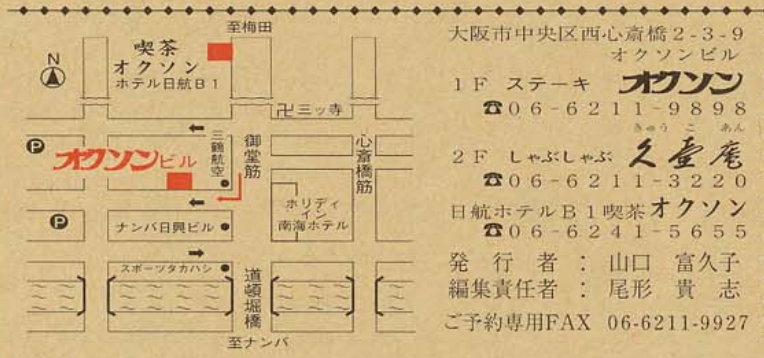 至梅田
N
喫茶
オクソン
ホテル日航B1
卍三ッ寺
P
オクソンビル
三鶴航空
御堂筋
心斎橋筋
ホリディ
イン
南海ホテル
P
ナンバ日興ビル
スポーツタカハシ
道頓堀橋
至ナンバ
大阪市中央区西心斎橋2-3-9
オクソンビル
1F ステーキ オクソン
☎06-6211-9898
きゅう こ あん
2F しゃぶしゃぶ 久壺庵
☎06-6211-3220
日航ホテルB1喫茶オクソン
☎06-6241-5655
発行者：山口 富久子
編集責任者：尾形 貴志
ご予約専用FAX 06-6211-9927